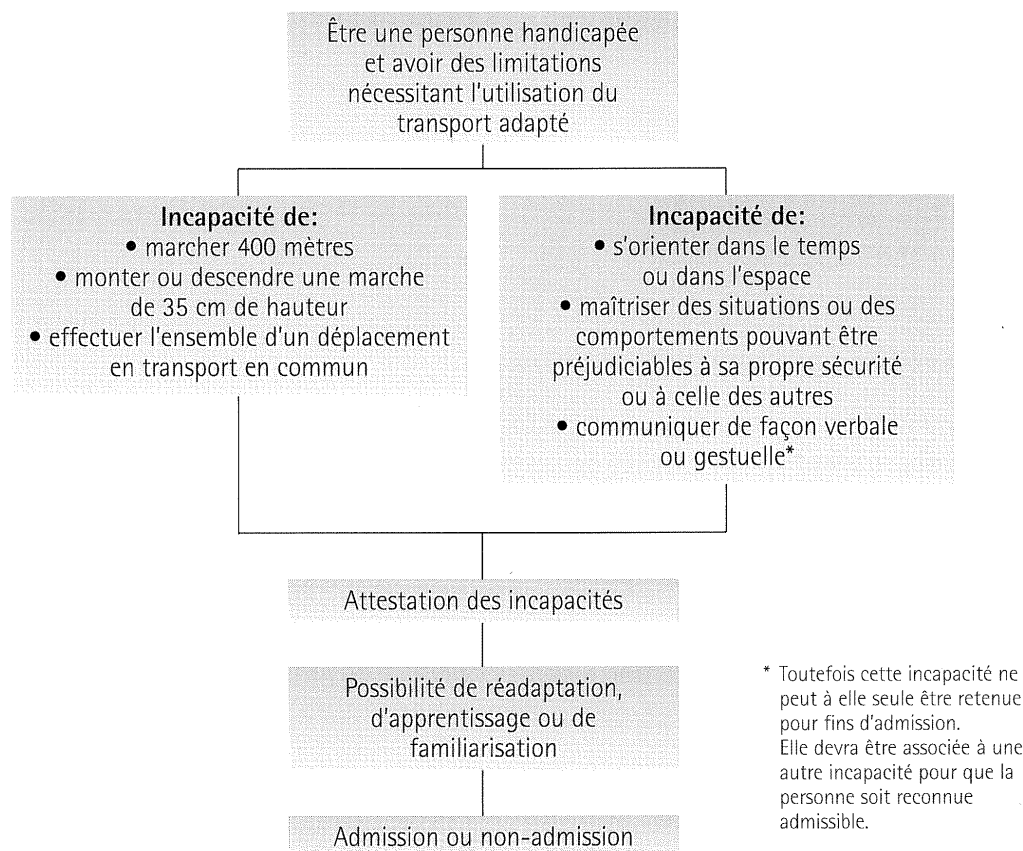 Être une personne handicapée
et avoir des limitations
nécessitant l'utilisation du
transport adapté
Incapacité de:
• marcher 400 mètres
• monter ou descendre une marche
de 35 cm de hauteur
• effectuer l'ensemble d'un déplacement
en transport en commun
Incapacité de:
• s'orienter dans le temps
ou dans l'espace
• maîtriser des situations ou des
comportements pouvant être
préjudiciables à sa propre sécurité
ou à celle des autres
• communiquer de façon verbale
ou gestuelle*
Attestation des incapacités
Possibilité de réadaptation,
d'apprentissage ou de
familiarisation
Admission ou non-admission
* Toutefois cette incapacité ne
peut à elle seule être retenue
pour fins d'admission.
Elle devra être associée à une
autre incapacité pour que la
personne soit reconnue
admissible.